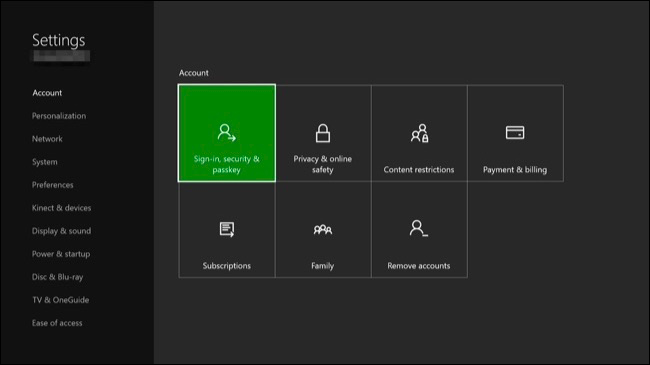 Settings
Account
Personalization
Network
System
Preferences
Kinect & devices
Display & sound
Power & startup
Disc & Blu-ray
TV & OneGuide
Ease of access
Account
Sign-in, security &
passkey
Privacy & online
safety
Content restrictions
Payment & billing
Subscriptions
Family
Remove accounts